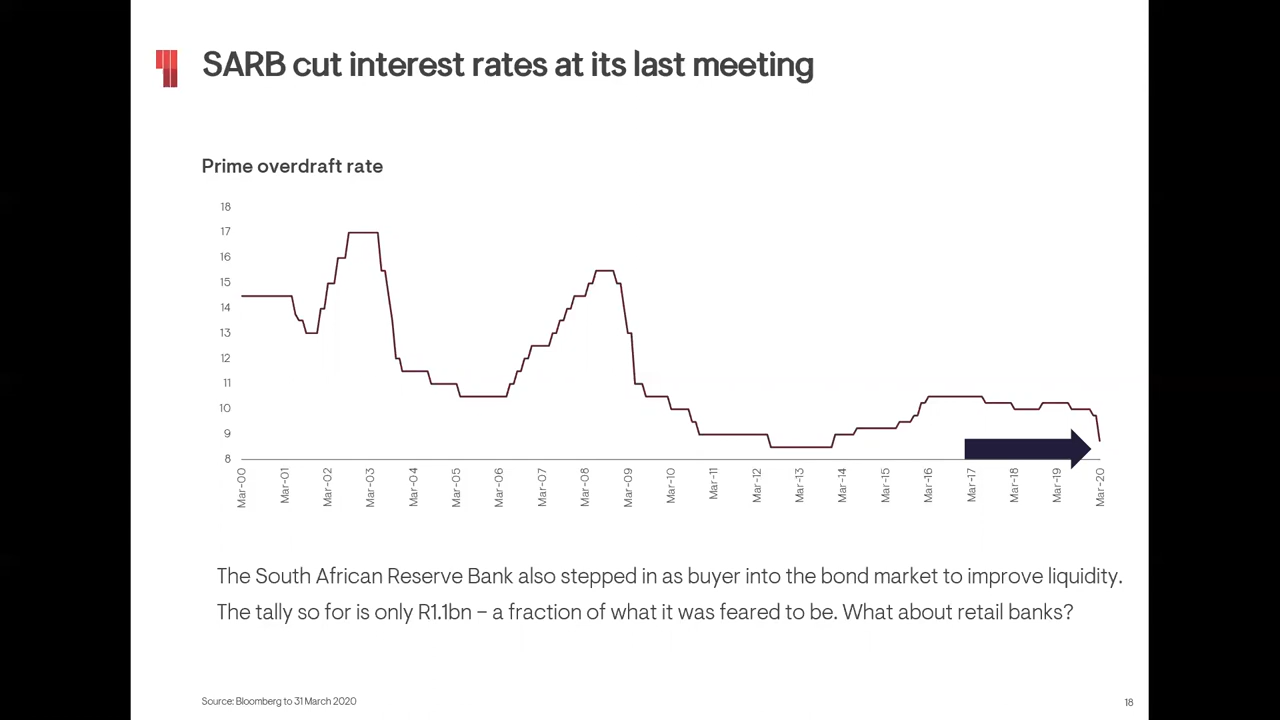 SARB cut interest rates at its last meeting
Prime overdraft rate
18
17
16
15
14
13
12
11
10
9
8
Mar-00
Mar-01
Mar-02
Mar-03
Mar-04
Mar-05
Mar-06
Mar-07
Mar-08
Mar-09
Mar-10
Mar-11
Mar-12
Mar-13
Mar-14
Mar-15
Mar-16
Mar-17
Mar-18
Mar-19
Mar-20
The South African Reserve Bank also stepped in as buyer into the bond market to improve liquidity.
The tally so for is only R1.1bn – a fraction of what it was feared to be. What about retail banks?
Source: Bloomberg to 31 March 2020
18